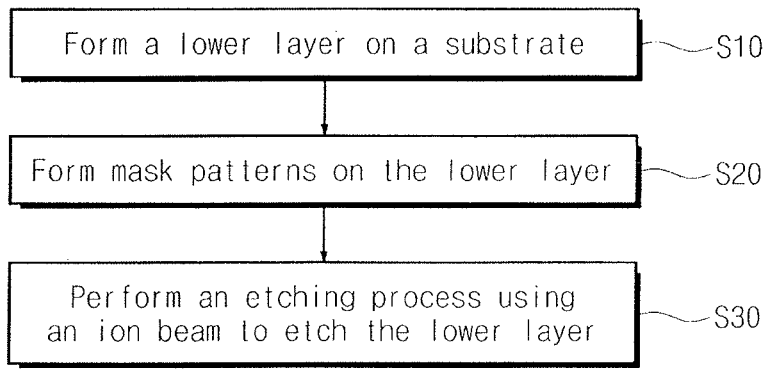 Form a lower layer on a substrate
S10
Form mask patterns on the lower layer
S20
Perform an etching process using
an ion beam to etch the lower layer
S30